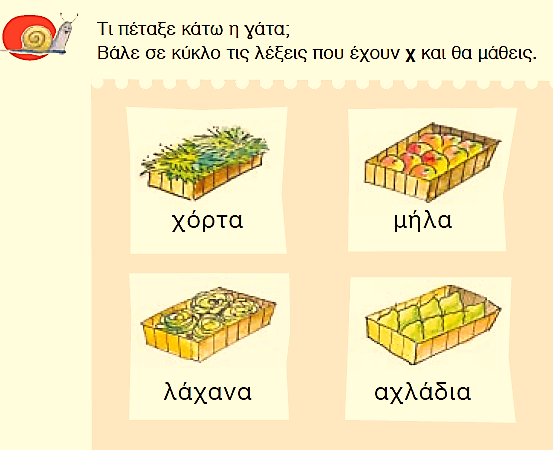 Τι πέταξε κάτω η γάτα;
Βάλε σε κύκλο τις λέξεις που έχουν χ και θα μάθεις.
χόρτα
μήλα
λάχανα
αχλάδια